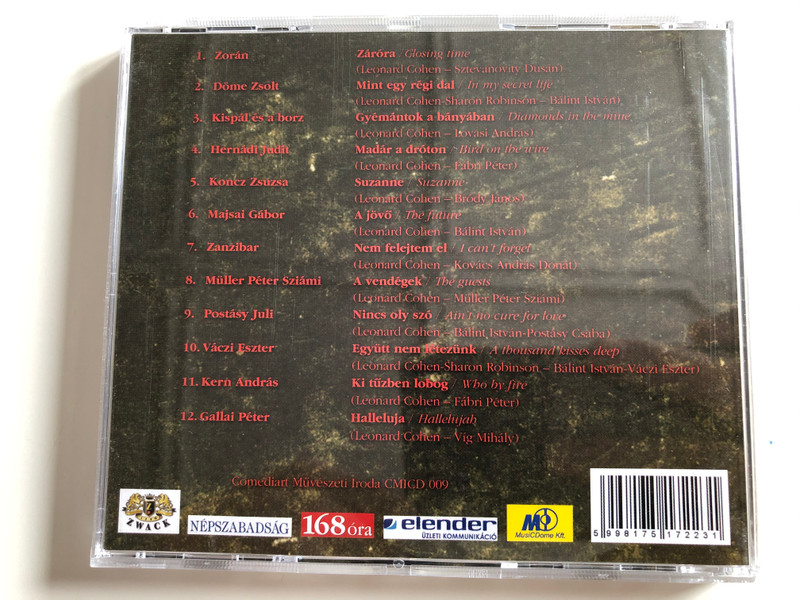 1. Zorán Záróra / Closing time
(Leonard Cohen – Sztevanovity Dusán)
2. Döme Zsolt Mint egy régi dal / In my secret life
(Leonard Cohen-Sharon Robinson – Bálint István)
3. Kispál és a borz Gyémántok a bányában / Diamonds in the mine
(Leonard Cohen – Lovasi András)
4. Hernádi Judit Madár a dróton / Bird on the wire
(Leonard Cohen – Fábri Péter)
5. Koncz Zsuzsa Suzanne / Suzanne
(Leonard Cohen – Bródy János)
6. Majsai Gábor A jövő / The future
(Leonard Cohen – Bálint István)
7. Zanzibar Nem felejtem el / I can't forget
(Leonard Cohen – Kovács András Donát)
8. Müller Péter Sziámi A vendégek / The guests
(Leonard Cohen – Müller Péter Sziámi)
9. Postásy Juli Nincs oly szó / Ain't no cure for love
(Leonard Cohen – Bálint István-Postásy Csaba)
10. Váczi Eszter Együtt nem létezünk / A thousand kisses deep
(Leonard Cohen-Sharon Robinson – Bálint István-Váczi Eszter)
11. Kern András Ki tűzben lobog / Who by fire
(Leonard Cohen – Fábri Péter)
12. Gallai Péter Halleluja / Hallelujah
(Leonard Cohen – Vig Mihály)
Comediart Művészeti Iroda CMICD 009
ZWACK
NÉPSZABADSÁG
168 óra
elender
ÜZLETI KOMMUNIKÁCIÓ
MusiCDome Kft.
5 998175 172231